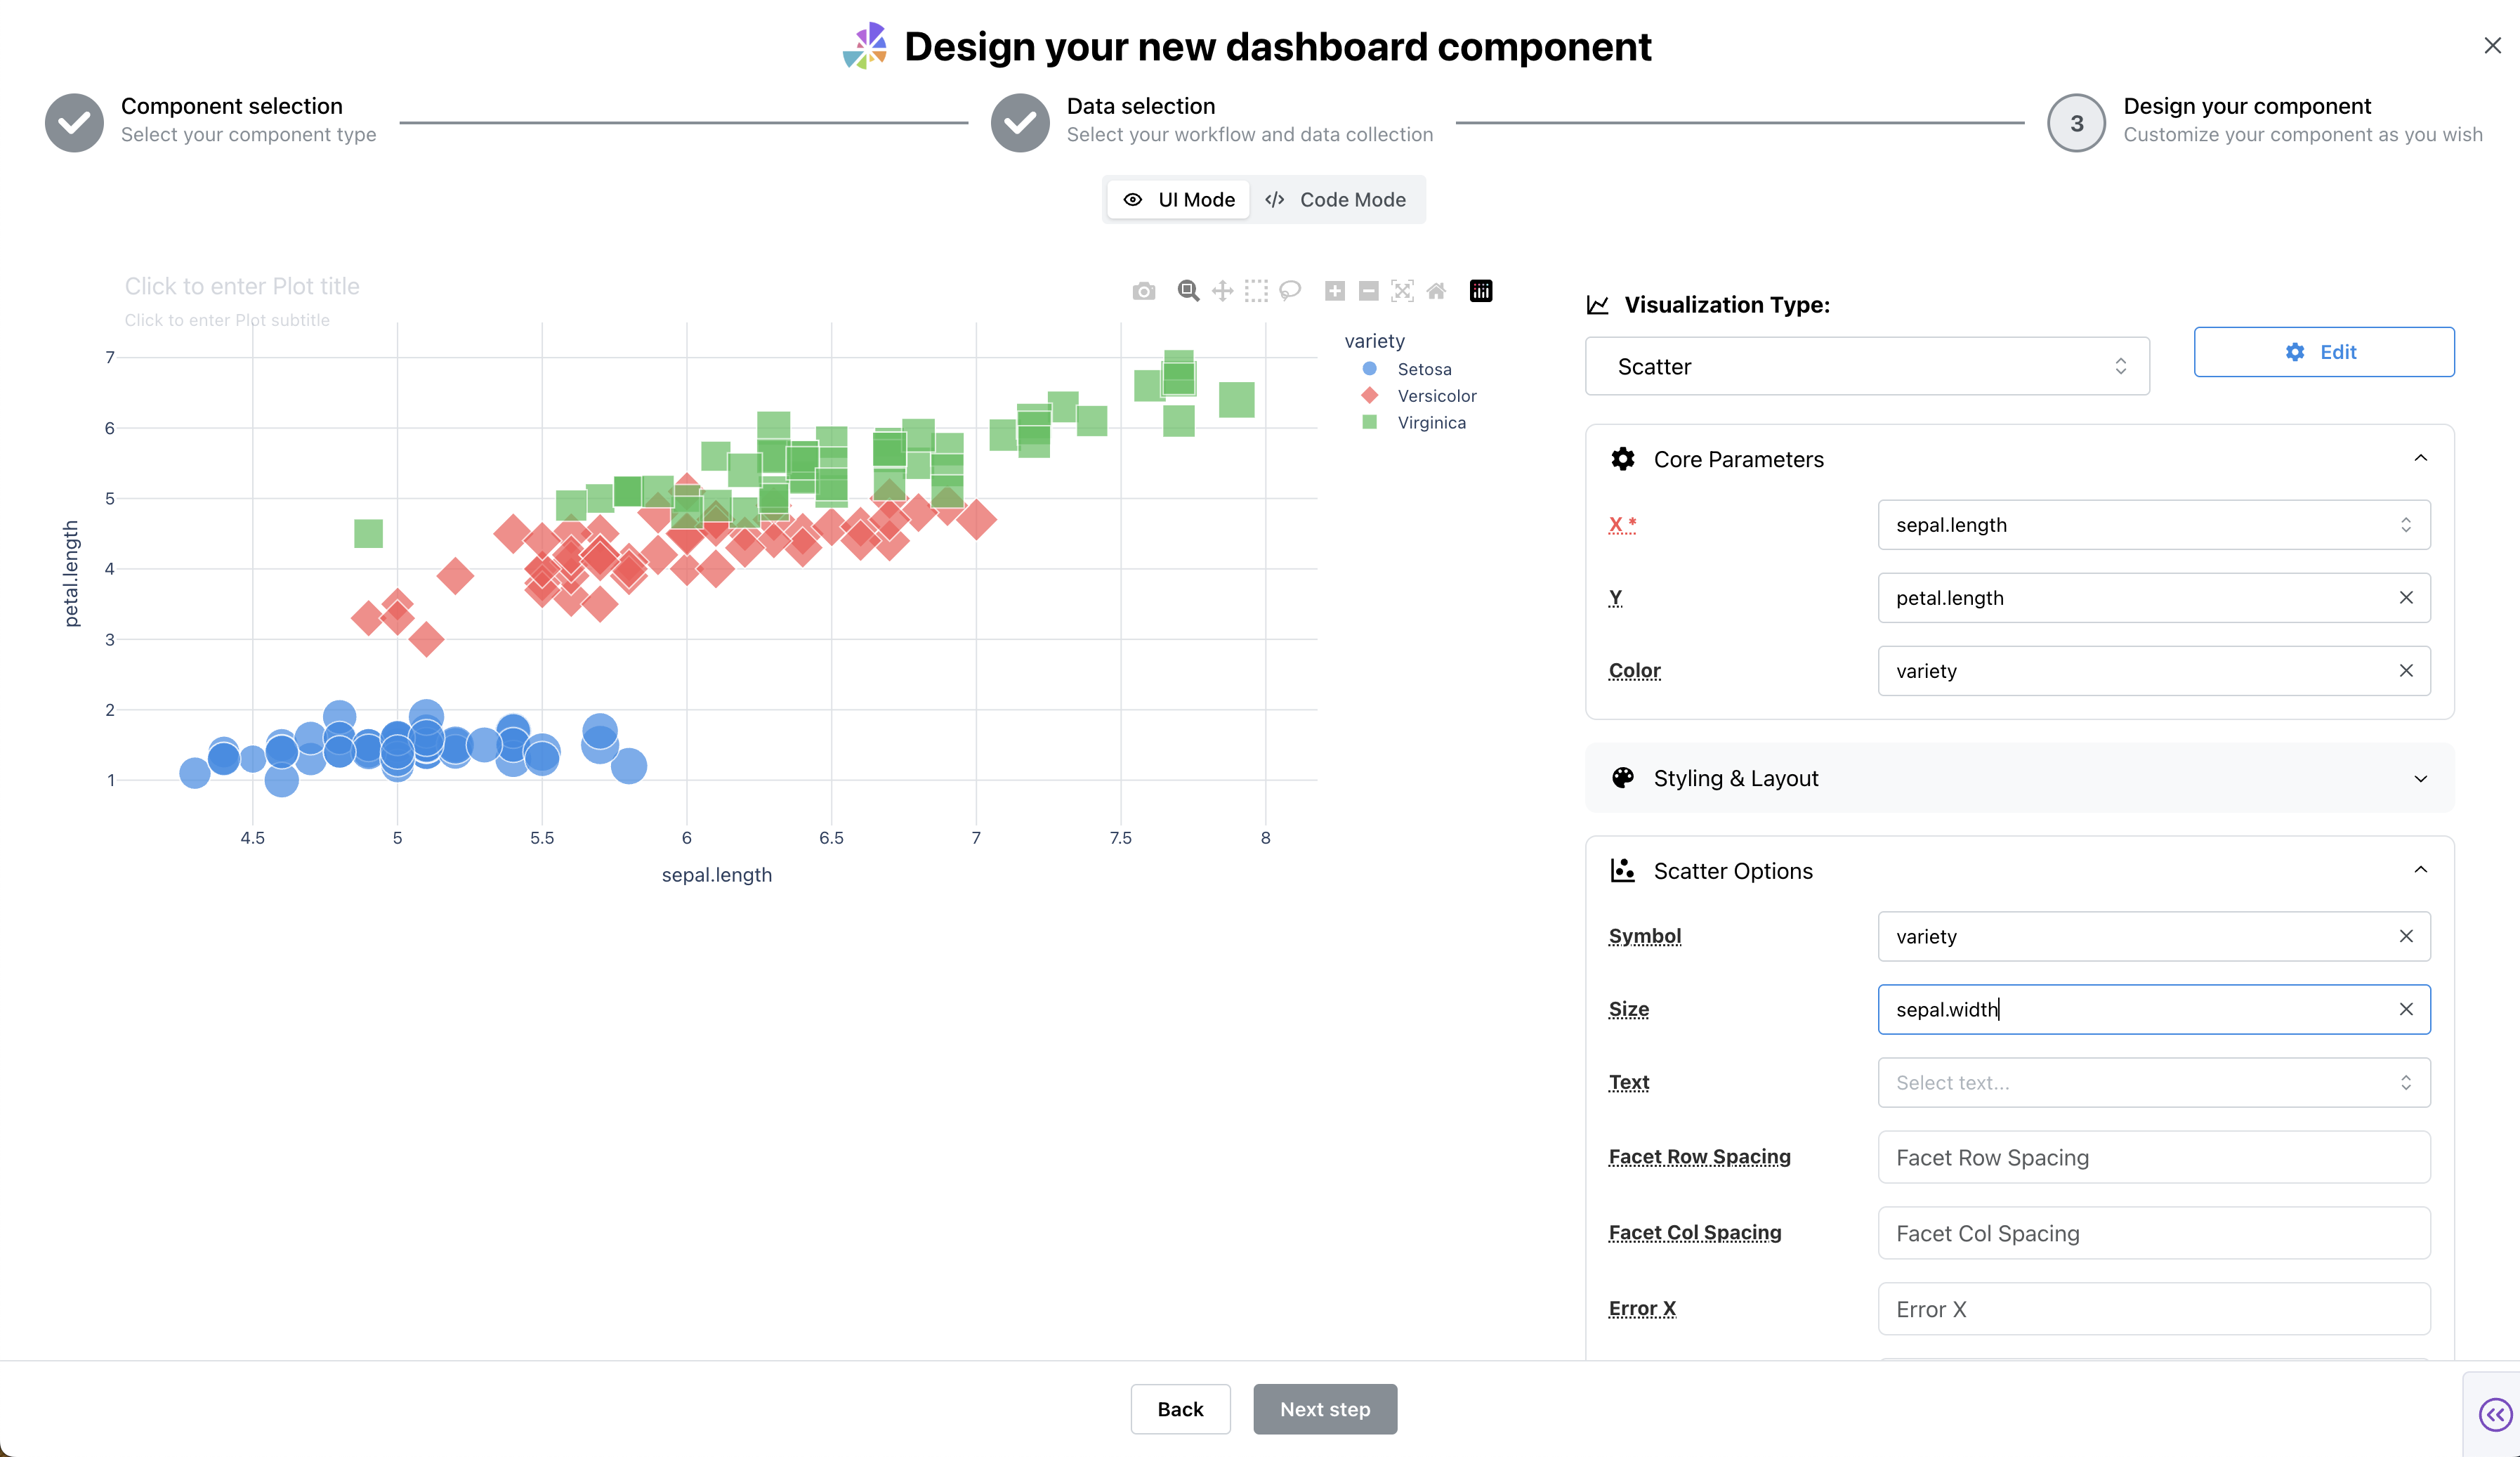 Design your new dashboard component
Component selection
Select your component type
Data selection
Select your workflow and data collection
3
Design your component
Customize your component as you wish
UI Mode
Code Mode
Click to enter Plot title
Click to enter Plot subtitle
petal.length
7
6
5
4
3
2
1
4.5
5
5.5
6
6.5
7
7.5
8
sepal.length
variety
Setosa
Versicolor
Virginica
Visualization Type:
Scatter
Edit
Core Parameters
X *
sepal.length
Y
petal.length
Color
variety
Styling & Layout
Scatter Options
Symbol
variety
Size
sepal.width
Text
Select text...
Facet Row Spacing
Facet Row Spacing
Facet Col Spacing
Facet Col Spacing
Error X
Error X
Back
Next step